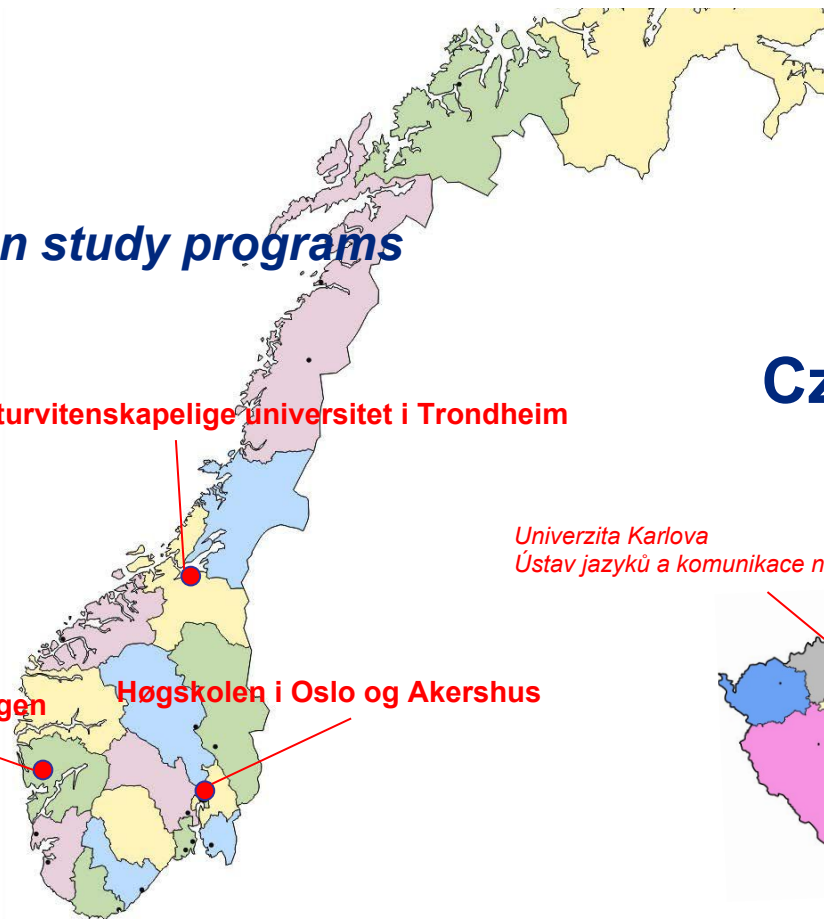 n study programs
Cz
turvitenskapelige universitet i Trondheim
Univerzita Karlova
Ústav jazyků a komunikace n
Høgskolen i Oslo og Akershus
gen